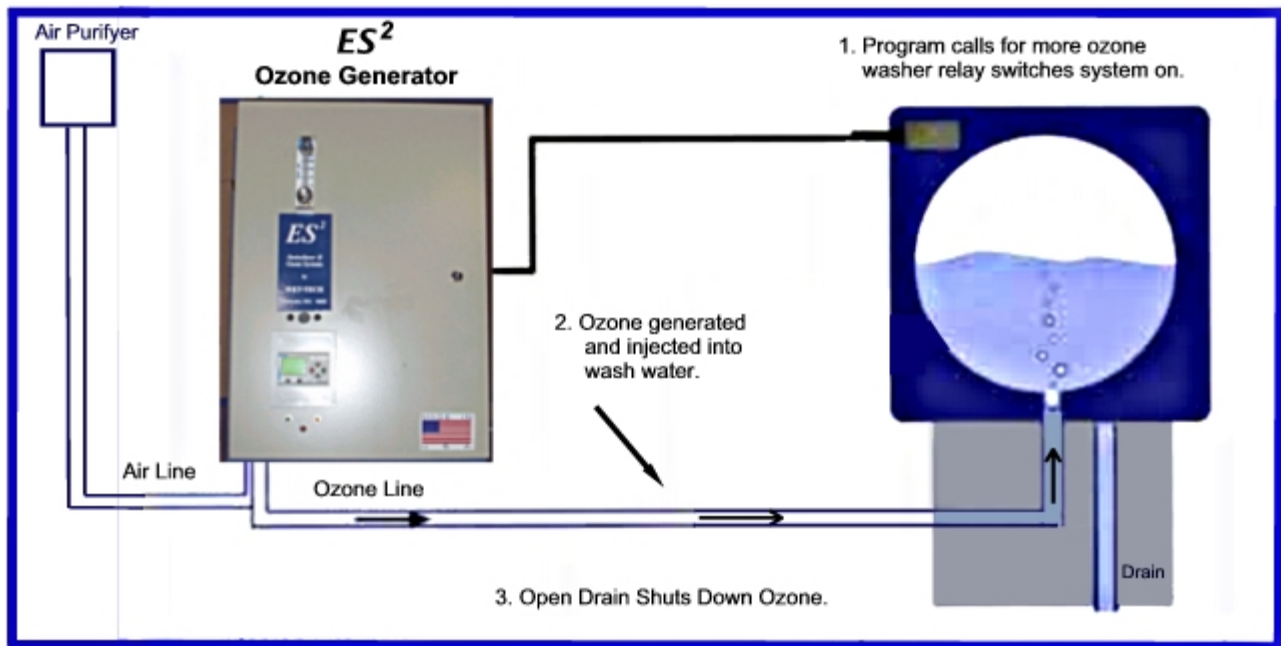 Air Purifyer
ES²
Ozone Generator
1. Program calls for more ozone
washer relay switches system on.
ES²
2. Ozone generated
and injected into
wash water.
Air Line
Ozone Line
3. Open Drain Shuts Down Ozone.
Drain